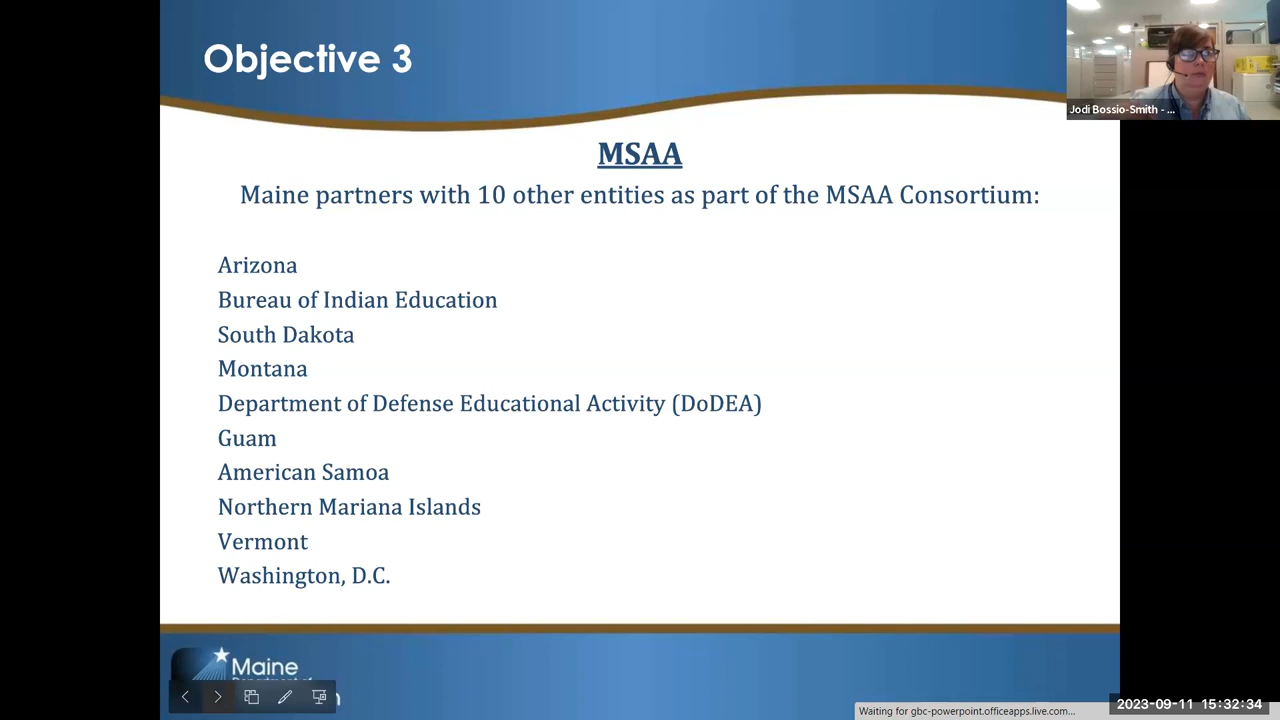 Objective 3
Jodi Bossio-Smith - ...
MSAA
Maine partners with 10 other entities as part of the MSAA Consortium:
Arizona
Bureau of Indian Education
South Dakota
Montana
Department of Defense Educational Activity (DoDEA)
Guam
American Samoa
Northern Mariana Islands
Vermont
Washington, D.C.
Maine
Waiting for gbc-powerpoint.officeapps.live.com...
2023-09-11 15:32:34